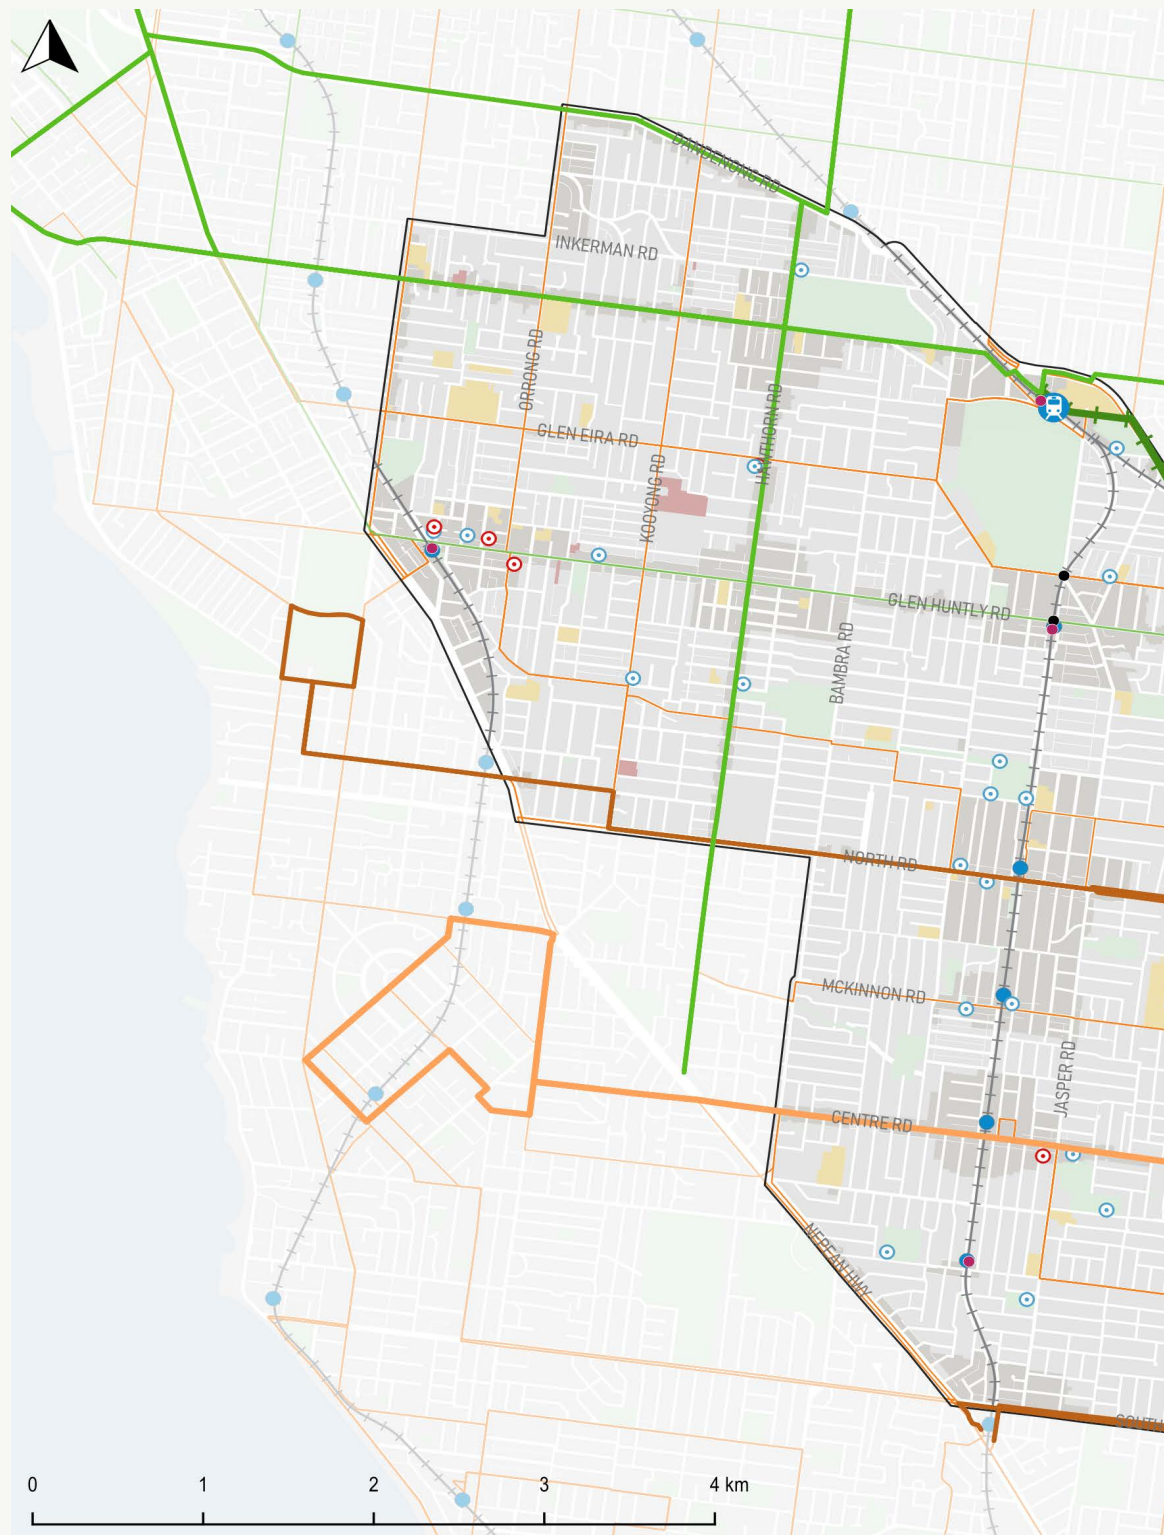 DANDENONG RD
INKERMAN RD
ORRONG RD
GLEN EIRA RD
HAWTHORN RD
KOOYONG RD
GLEN HUNTLY RD
BAMBRA RD
NORTH RD
MCKINNON RD
JASPER RD
CENTRE RD
NEPEAN HWY
SOUTH
0 1 2 3 4 km